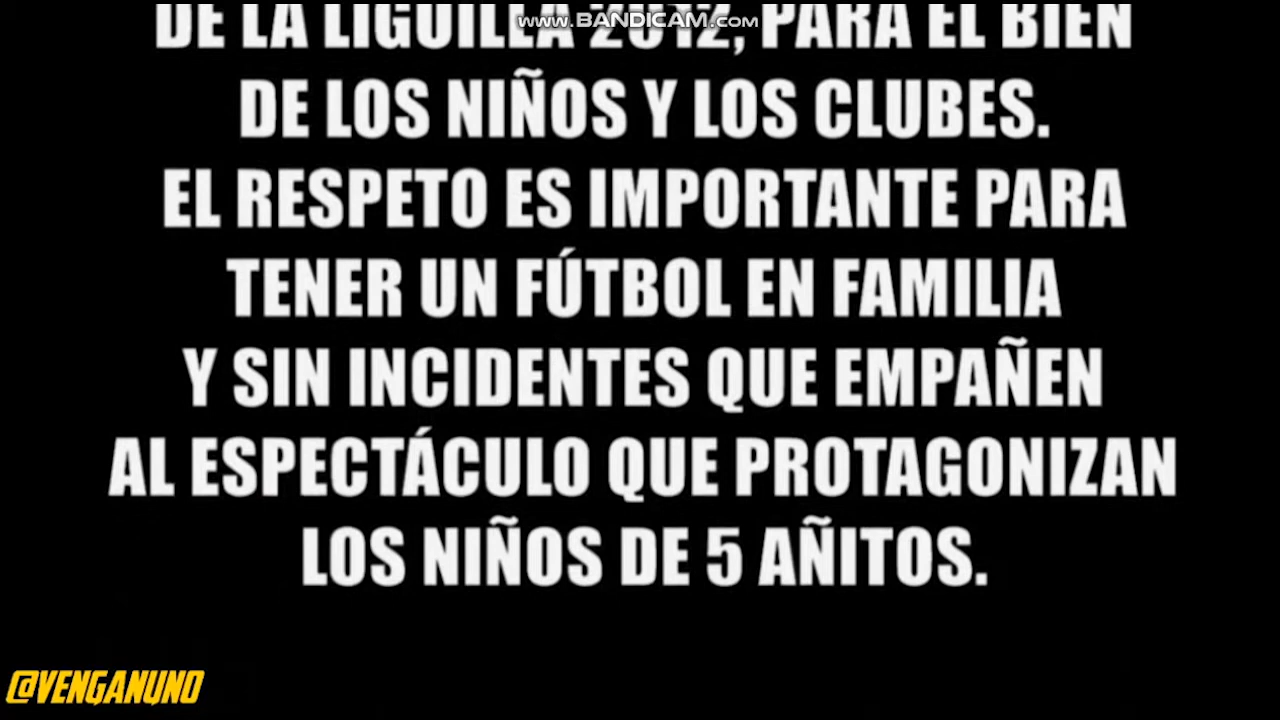 www.BANDICAM.com
DE LA LIGUILLA 2012, PARA EL BIEN
DE LOS NIÑOS Y LOS CLUBES.
EL RESPETO ES IMPORTANTE PARA
TENER UN FÚTBOL EN FAMILIA
Y SIN INCIDENTES QUE EMPAÑEN
AL ESPECTÁCULO QUE PROTAGONIZAN
LOS NIÑOS DE 5 AÑITOS.
@VENGANUNO